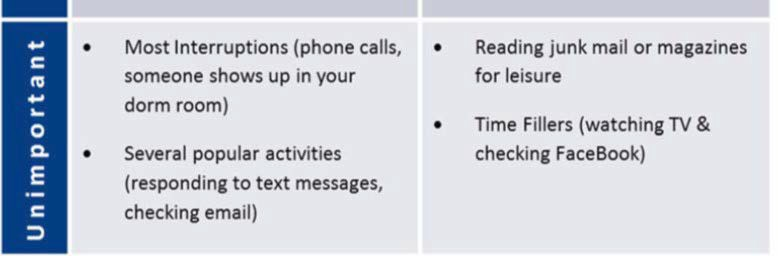 Unimportant
• Most Interruptions (phone calls,
someone shows up in your
dorm room)
• Several popular activities
(responding to text messages,
checking email)
• Reading junk mail or magazines
for leisure
• Time Fillers (watching TV &
checking FaceBook)